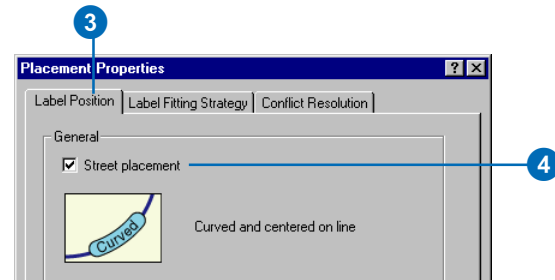 3
Placement Properties
Label Position Label Fitting Strategy Conflict Resolution
General
Street placement
4
Curved
Curved and centered on line